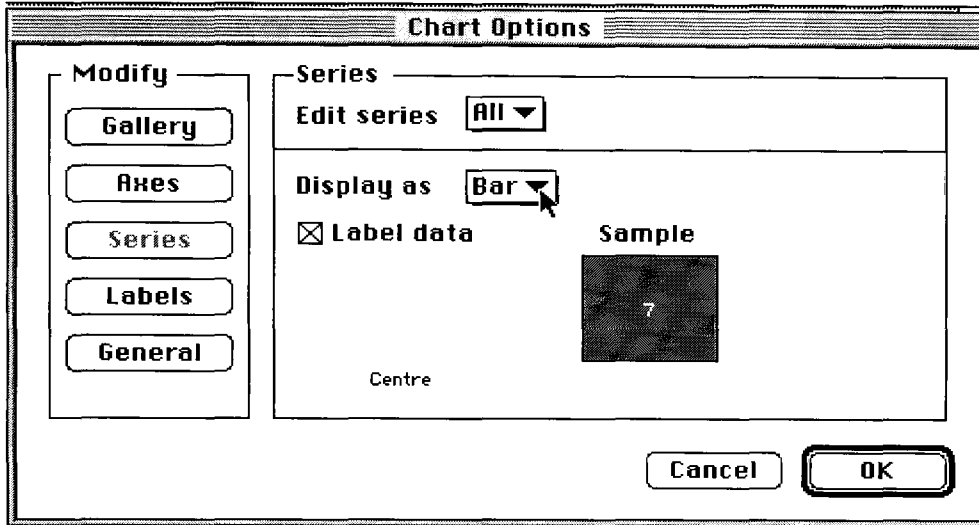 Chart Options
Modify
Gallery
Axes
Series
Labels
General
Series
Edit series All
Display as Bar
Label data
Sample
7
Centre
Cancel
OK